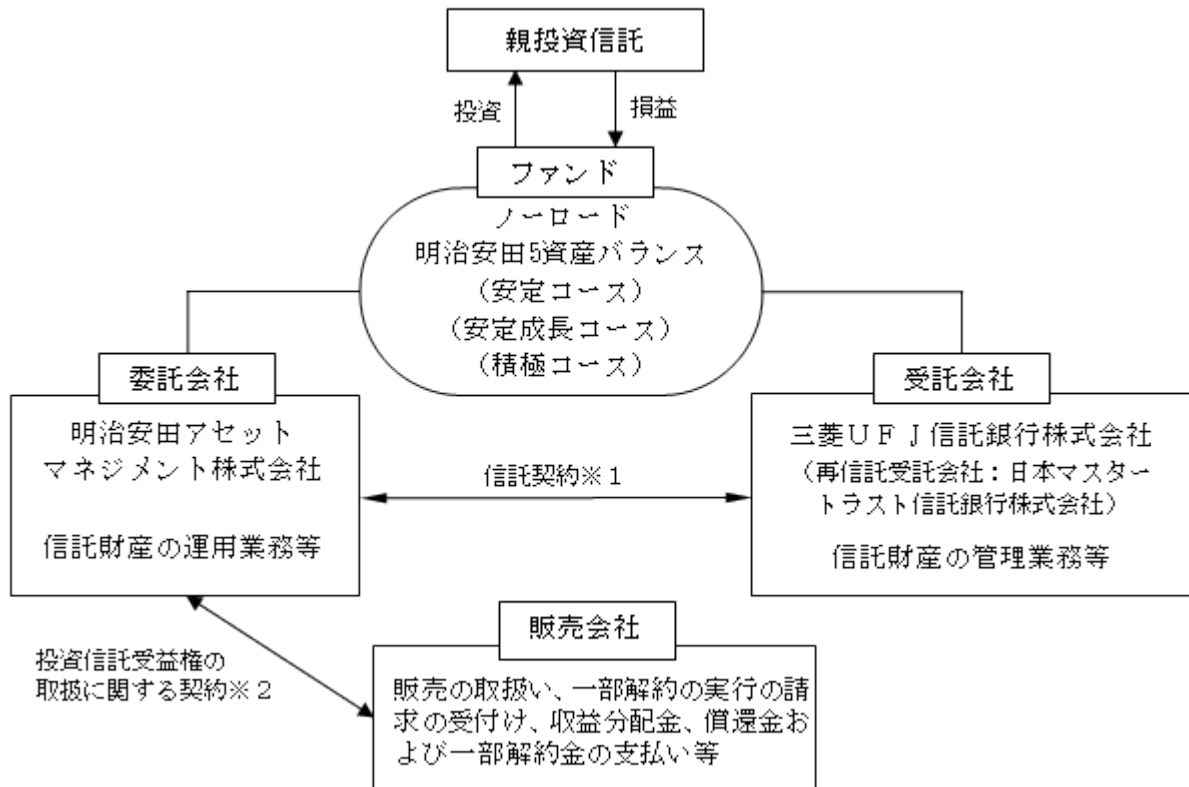 親投資信託
投資
損益
ファンド
ノーロード
明治安田5資産バランス
（安定コース）
（安定成長コース）
（積極コース）
委託会社
明治安田アセット
マネジメント株式会社
信託財産の運用業務等
信託契約※１
受託会社
三菱ＵＦＪ信託銀行株式会社
（再信託受託会社：日本マスター
トラスト信託銀行株式会社）
信託財産の管理業務等
投資信託受益権の
取扱に関する契約※２
販売会社
販売の取扱い、一部解約の実行の請
求の受付け、収益分配金、償還金お
よび一部解約金の支払い等